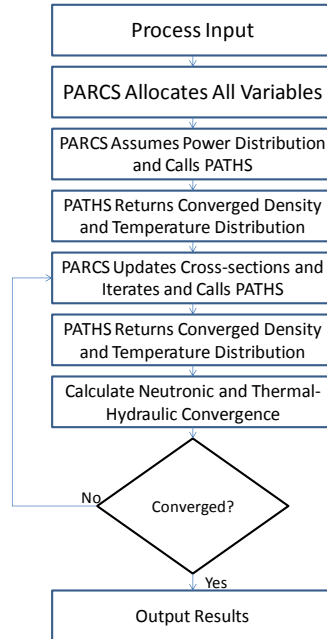 Process Input
PARCS Allocates All Variables
PARCS Assumes Power Distribution
and Calls PATHS
PATHS Returns Converged Density
and Temperature Distribution
PARCS Updates Cross-sections and
Iterates and Calls PATHS
PATHS Returns Converged Density
and Temperature Distribution
Calculate Neutronic and Thermal-
Hydraulic Convergence
No
Converged?
Yes
Output Results